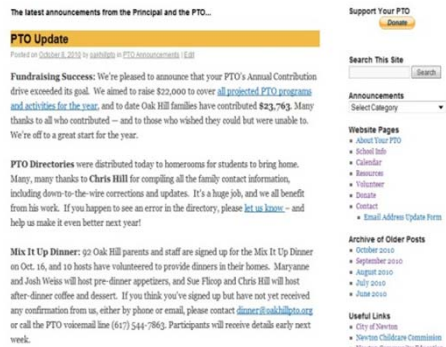 The latest announcements from the Principal and the PTO...
PTO Update
Posted on October 8, 2010 by oakhillpto in PTO Announcements | Edit
Fundraising Success: We're pleased to announce that your PTO's Annual Contribution
drive exceeded its goal. We aimed to raise $22,000 to cover all projected PTO programs
and activities for the year, and to date Oak Hill families have contributed $23,763. Many
thanks to all who contributed — and to those who wished they could but were unable to.
We're off to a great start for the year.
PTO Directories were distributed today to homerooms for students to bring home.
Many, many thanks to Chris Hill for compiling all the family contact information,
including down-to-the-wire corrections and updates. It's a huge job, and we all benefit
from his work. If you happen to see an error in the directory, please let us know – and
help us make it even better next year!
Mix It Up Dinner: 92 Oak Hill parents and staff are signed up for the Mix It Up Dinner
on Oct. 16, and 10 hosts have volunteered to provide dinners in their homes. Maryanne
and Josh Weiss will host pre-dinner appetizers, and Sue Flicop and Chris Hill will host
after-dinner coffee and dessert. If you think you've signed up but have not yet received
any confirmation from us, either by phone or email, please contact dinner@oakhillpto.org
or call the PTO voicemail line (617) 544-7863. Participants will receive details early next
week.
Support Your PTO
Donate
Search This Site
Search
Announcements
Select Category
Website Pages
About Your PTO
School Info
Calendar
Resources
Volunteer
Donate
Contact
Email Address Update Form
Archive of Older Posts
October 2010
September 2010
August 2010
July 2010
June 2010
Useful Links
City of Newton
Newton Childcare Commission